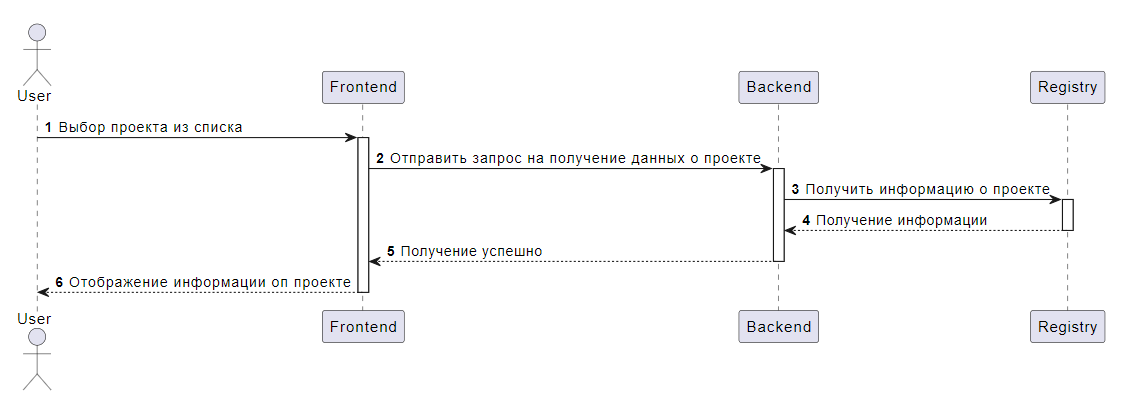 User
Frontend
Backend
Registry
1 Выбор проекта из списка
2 Отправить запрос на получение данных о проекте
3 Получить информацию о проекте
4 Получение информации
5 Получение успешно
6 Отображение информации оп проекте
User
Frontend
Backend
Registry